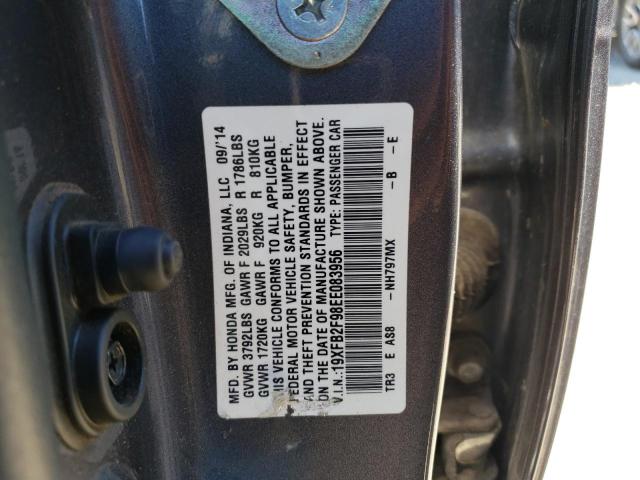 MFD. BY HONDA MFG. OF INDIANA, LLC 09/'14
GVWR 3792LBS GAWR F 2029LBS R 1786LBS
GVWR 1720KG GAWR F 920KG R 810KG
IS VEHICLE CONFORMS TO ALL APPLICABLE
FEDERAL MOTOR VEHICLE SAFETY, BUMPER,
AND THEFT PREVENTION STANDARDS IN EFFECT
ON THE DATE OF MANUFACTURE SHOWN ABOVE.
V.I.N.:19XFB2F98EE083956 TYPE: PASSENGER CAR
TR3 E AS8 -NH797MX -B -E